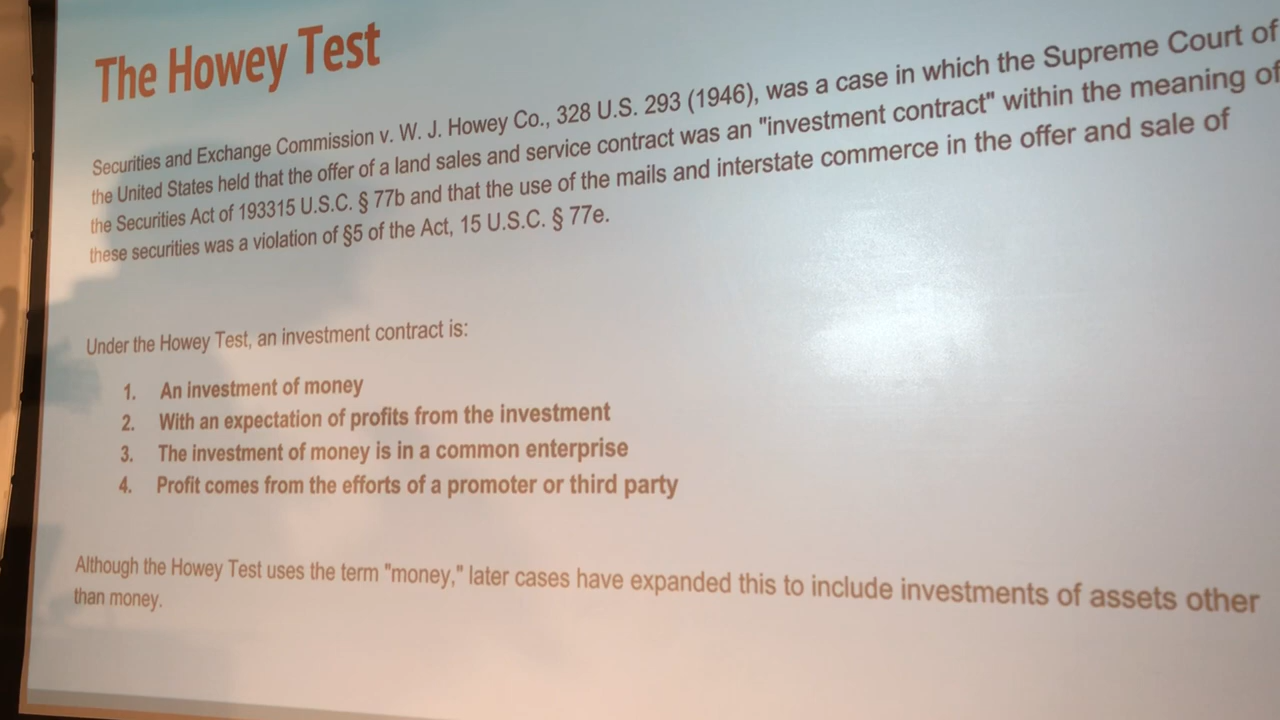 The Howey Test
Securities and Exchange Commission v. W. J. Howey Co., 328 U.S. 293 (1946), was a case in which the Supreme Court of
the United States held that the offer of a land sales and service contract was an "investment contract" within the meaning of
the Securities Act of 193315 U.S.C. § 77b and that the use of the mails and interstate commerce in the offer and sale of
these securities was a violation of §5 of the Act, 15 U.S.C. § 77e.
Under the Howey Test, an investment contract is:
1. An investment of money
2. With an expectation of profits from the investment
3. The investment of money is in a common enterprise
4. Profit comes from the efforts of a promoter or third party
Although the Howey Test uses the term "money," later cases have expanded this to include investments of assets other
than money.